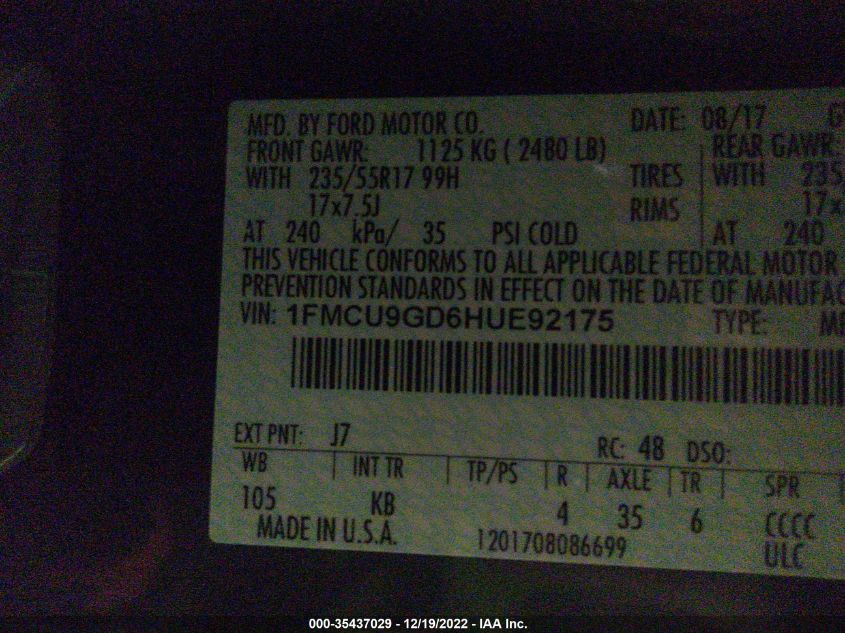 MFD. BY FORD MOTOR CO. DATE: 08/17
FRONT GAWR: 1125 KG ( 2480 LB) REAR GAWR:
WITH 235/55R17 99H TIRES WITH 235/
17x7.5J RIMS 17x
AT 240 kPa/ 35 PSI COLD AT 240
THIS VEHICLE CONFORMS TO ALL APPLICABLE FEDERAL MOTOR
PREVENTION STANDARDS IN EFFECT ON THE DATE OF MANUFAC
VIN: 1FMCU9GD6HUE92175 TYPE:
EXT PNT: J7 RC: 48 DSO:
WB INT TR TP/PS R AXLE TR SPR
105 KB 4 35 6 CCCC
MADE IN U.S.A. 1201708086699 ULC
000-35437029 - 12/19/2022 - IAA Inc.